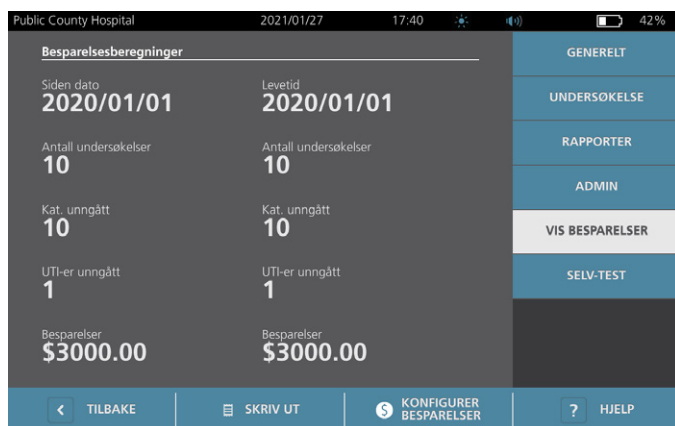 Public County Hospital 2021/01/27 17:40 42%
Besparelsesberegninger
Siden dato Levetid
2020/01/01 2020/01/01
Antall undersøkelser Antall undersøkelser
10 10
Kat. unngått Kat. unngått
10 10
UTI-er unngått UTI-er unngått
1 1
Besparelser Besparelser
$3000.00 $3000.00
GENERELT
UNDERSØKELSE
RAPPORTER
ADMIN
VIS BESPARELSER
SELV-TEST
TILBAKE SKRIV UT $ KONFIGURER ? HJELP
BESPARELSER